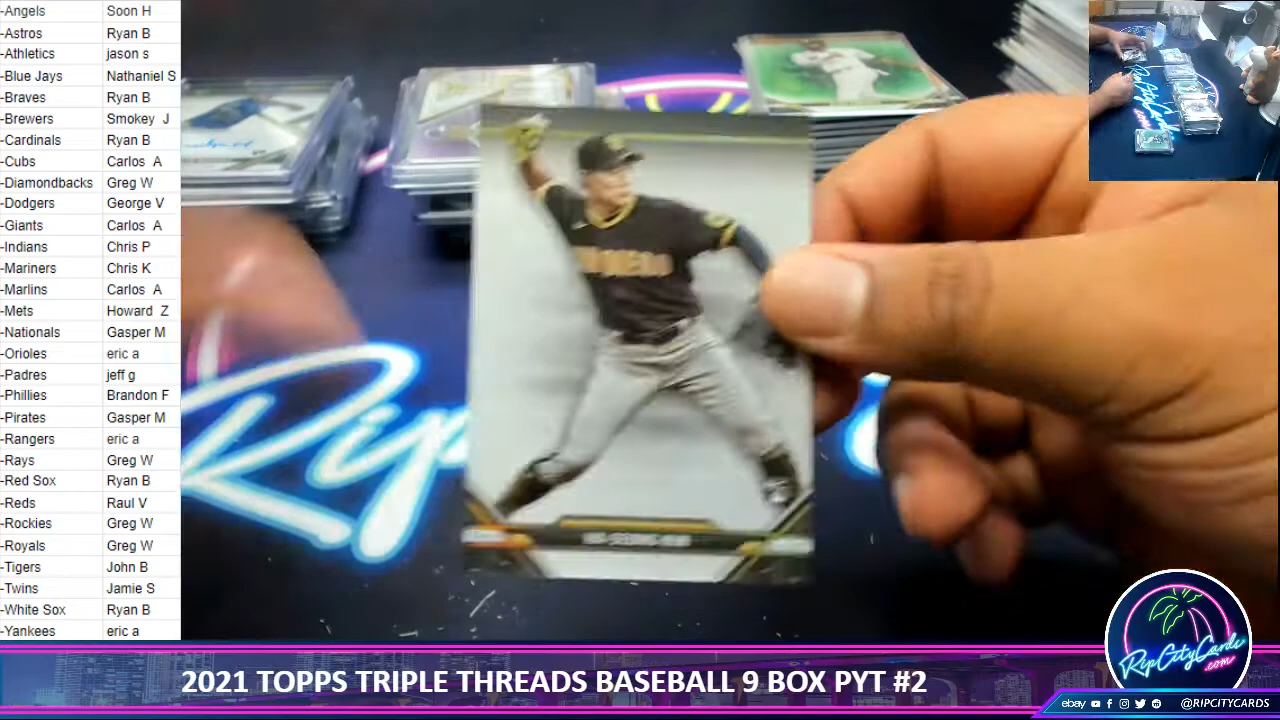 -Angels Soon H
-Astros Ryan B
-Athletics jason s
-Blue Jays Nathaniel S
-Braves Ryan B
-Brewers Smokey J
-Cardinals Ryan B
-Cubs Carlos A
-Diamondbacks Greg W
-Dodgers George V
-Giants Carlos A
-Indians Chris P
-Mariners Chris K
-Marlins Carlos A
-Mets Howard Z
-Nationals Gasper M
-Orioles eric a
-Padres jeff g
-Phillies Brandon F
-Pirates Gasper M
-Rangers eric a
-Rays Greg W
-Red Sox Ryan B
-Reds Raul V
-Rockies Greg W
-Royals Greg W
-Tigers John B
-Twins Jamie S
-White Sox Ryan B
-Yankees eric a
Rip
2021 TOPPS TRIPLE THREADS BASEBALL 9 BOX PYT #2
RipCityCards
.com
ebay @RIPCITYCARDS